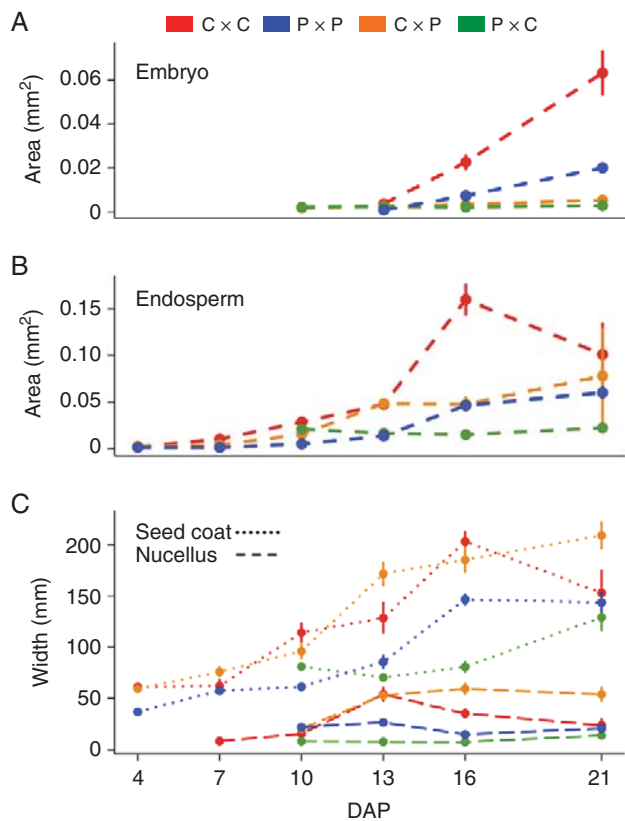 A
C × C P × P C × P P × C
Embryo
Area (mm²)
0.06
0.04
0.02
0
B
Endosperm
Area (mm²)
0.15
0.10
0.05
0
C
Seed coat
Nucellus
Width (mm)
200
150
100
50
0
4 7 10 13 16 21
DAP